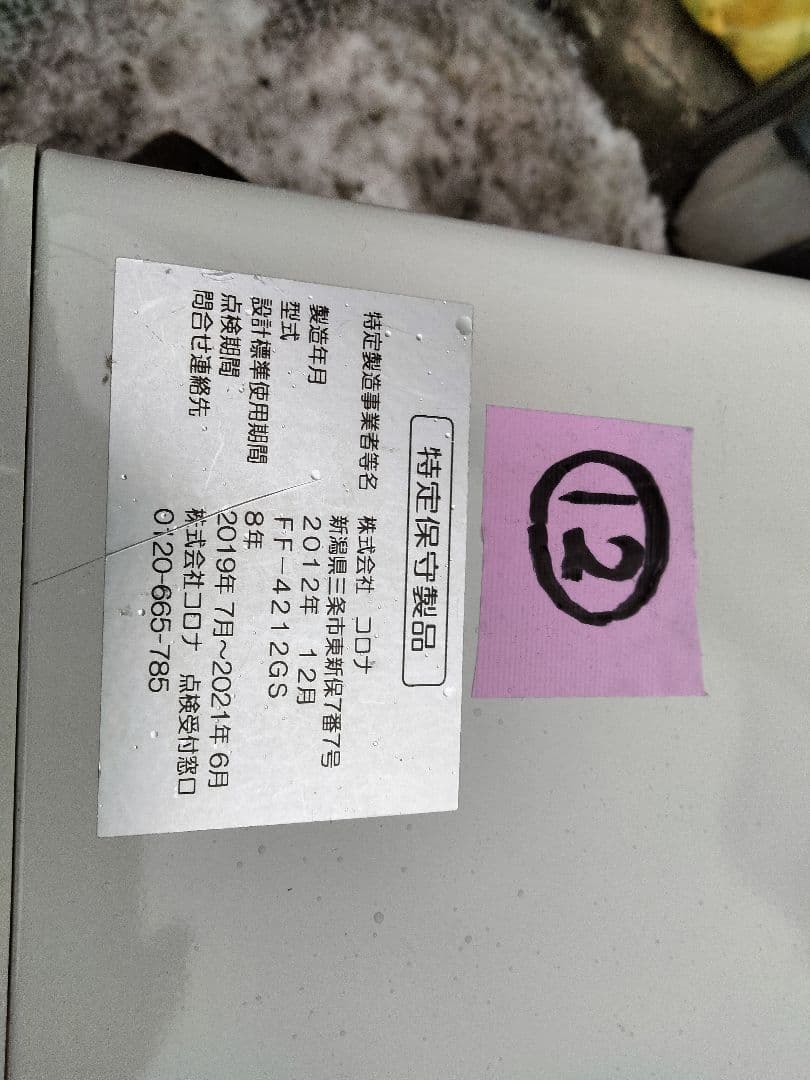 特定保守製品
特定製造事業者等名 株式会社 コロナ
新潟県三条市東新保7番7号
製造年月 2012年 12月
型式 FF-4212GS
設計標準使用期間 8年
点検期間 2019年 7月～2021年 6月
問合せ連絡先 株式会社コロナ 点検受付窓口
0120-665-785
⑫